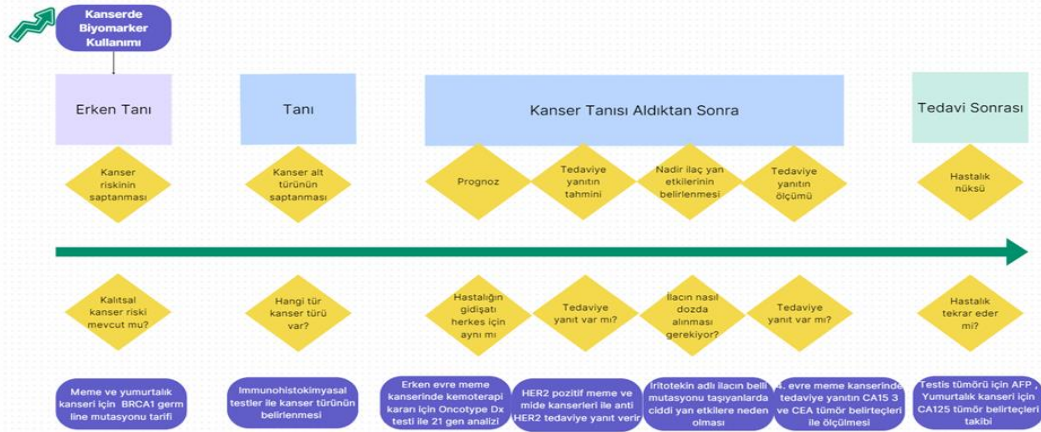 Kanserde
Biyomarker
Kullanımı
Erken Tanı
Tanı
Kanser Tanısı Aldıktan Sonra
Tedavi Sonrası
Kanser
riskinin
saptanması
Kanser alt
türünün
saptanması
Prognoz
Tedaviye
yanıtın
tahmini
Nadir ilaç yan
etkilerinin
belirlenmesi
Tedaviye
yanıtın
ölçümü
Hastalık
nüksü
Kalıtsal
kanser riski
mevcut mu?
Hangi tür
kanser türü
var?
Hastalığın
gidişatı
herkes için
aynı mı
Tedaviye
yanıt var mı?
İlacın nasıl
dozda
alınması
gerekiyor?
Tedaviye
yanıt var mı?
Hastalık
tekrar eder
mi?
Meme ve yumurtalık
kanseri için BRCA1 germ
line mutasyonu tarifi
Immunohistokimyasal
testler ile kanser türünün
belirlenmesi
Erken evre meme
kanserinde kemoterapi
kararı için Oncotype Dx
testi ile 21 gen analizi
HER2 pozitif meme ve
mide kanserleri ile anti
HER2 tedaviye yanıt verir
İritotekin adlı ilacın belli
mutasyonu taşıyanlarda
ciddi yan etkilere neden
olması
4. evre meme kanserinde
tedaviye yanıtın CA15 3
ve CEA tümör belirteçleri
ile ölçülmesi
Testis tümörü için AFP ,
Yumurtalık kanseri için
CA125 tümör belirteçleri
takibi